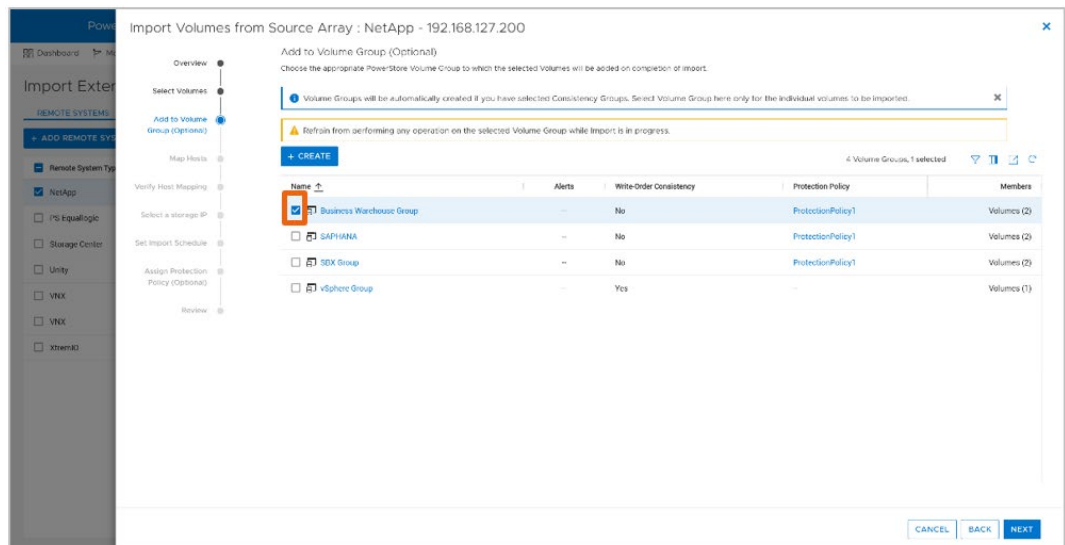 Powe
Import Volumes from Source Array : NetApp - 192.168.127.200
Dashboard
Import Exter
REMOTE SYSTEMS
+ ADD REMOTE SYS
Remote System Typ
NetApp
PS Equallogic
Storage Center
Unity
VNX
VNX
XtremIO
Overview
Select Volumes
Add to Volume
Group (Optional)
Map Hosts
Verify Host Mapping
Select a storage IP
Set Import Schedule
Assign Protection
Policy (Optional)
Review
Add to Volume Group (Optional)
Choose the appropriate PowerStore Volume Group to which the selected Volumes will be added on completion of import.
Volume Groups will be automatically created if you have selected Consistency Groups. Select Volume Group here only for the individual volumes to be imported.
Refrain from performing any operation on the selected Volume Group while Import is in progress.
+ CREATE
4 Volume Groups, 1 selected
Name Alerts Write-Order Consistency Protection Policy Members
Business Warehouse Group -- No ProtectionPolicy1 Volumes (2)
SAPHANA -- No ProtectionPolicy1 Volumes (2)
SBX Group -- No ProtectionPolicy1 Volumes (2)
vSphere Group -- Yes -- Volumes (1)
CANCEL BACK NEXT